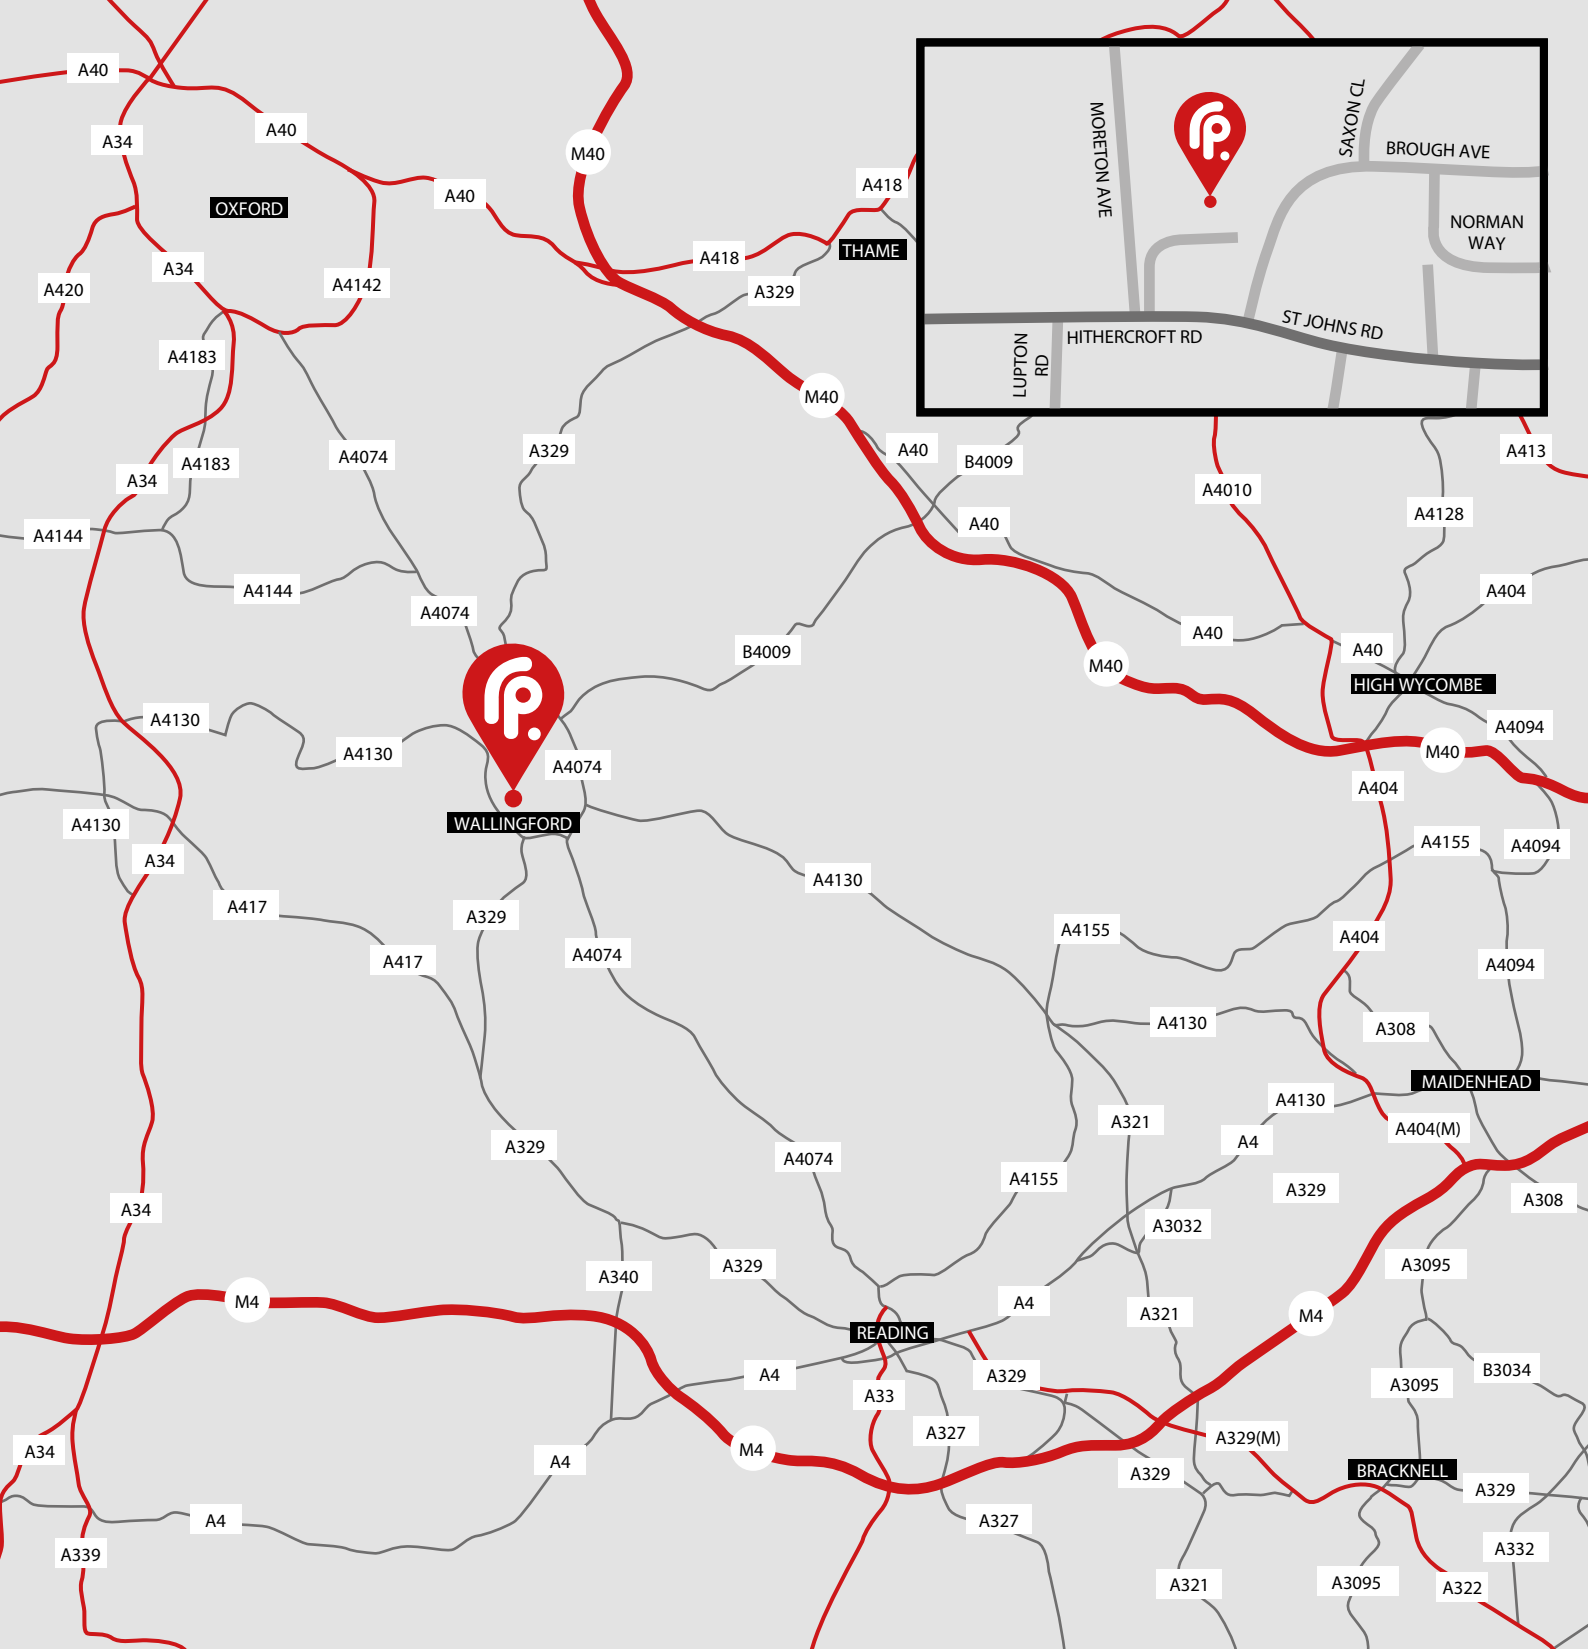 A40
A34
A40
OXFORD
A34
A420
A4142
A4183
A4183
A34
A4144
A4144
A4074
A4074
M40
A40
A418
A329
A418
THAME
A329
M40
MORETON AVE
SAXON CL
BROUGH AVE
NORMAN
WAY
ST JOHNS RD
HITHERCROFT RD
LUPTON
RD
rp.
A40
B4009
A40
A4010
A4128
A413
A404
A40
A40
HIGH WYCOMBE
M40
B4009
A4094
M40
A404
rp.
A4130
A4130
A4074
WALLINGFORD
A4130
A34
A417
A417
A329
A4074
A4130
A4155
A4094
A4155
A404
A4094
A4130
A308
MAIDENHEAD
A4130
A404(M)
A321
A4
A329
A308
A329
A4074
A4155
A3032
A34
A340
A329
A4
A321
A3095
M4
M4
READING
A4
A33
A329
A3095
B3034
A327
A329(M)
M4
A34
A4
A329
BRACKNELL
A329
A4
A327
A339
A332
A321
A3095
A322